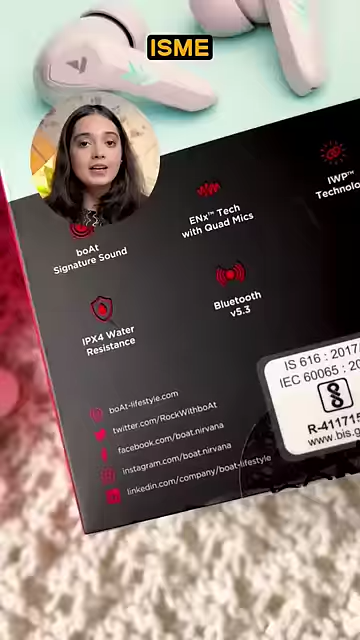 ISME
IWP™
Technolo
ENx™ Tech
with Quad Mics
boAt
Signature Sound
Bluetooth
v5.3
IPX4 Water
Resistance
IS 616 : 2017/
IEC 60065 : 20
R-411715
www.bis.g
boAt-lifestyle.com
twitter.com/RockWithboAt
facebook.com/boat.nirvana
instagram.com/boat.nirvana
linkedin.com/company/boat-lifestyle